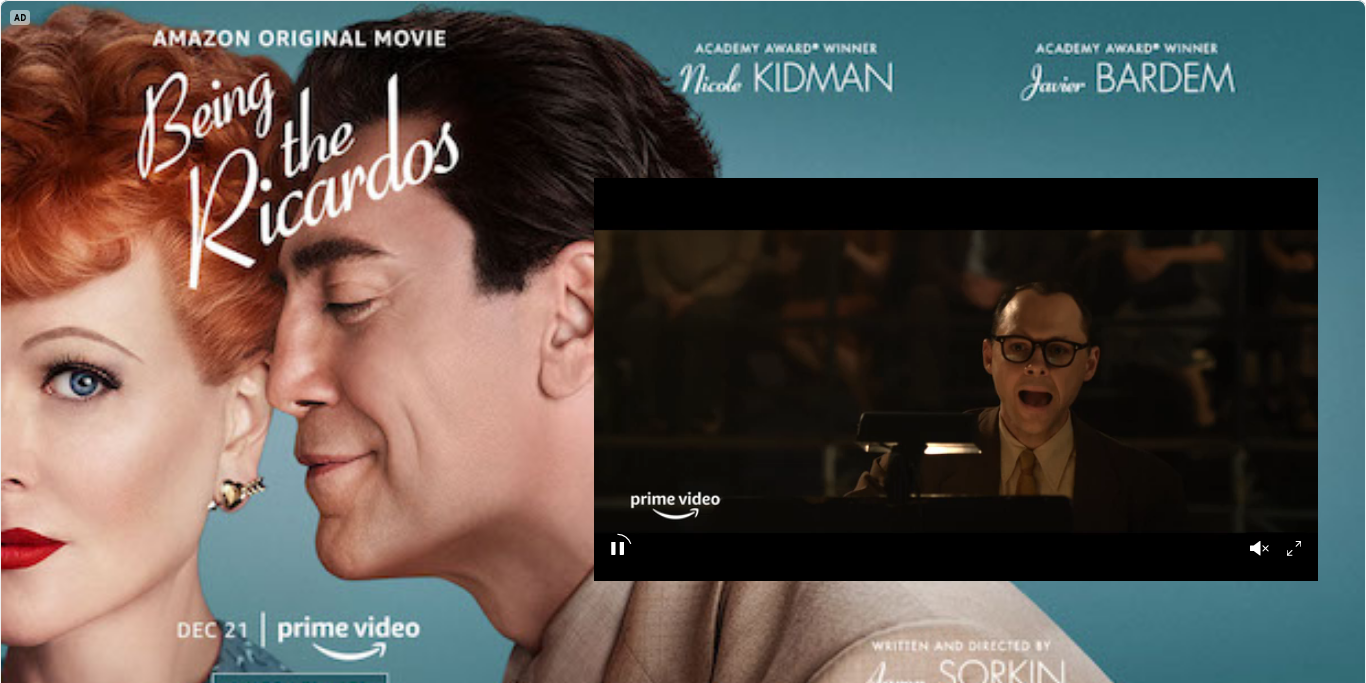 AD
AMAZON ORIGINAL MOVIE
Being
the
Ricardos
ACADEMY AWARD® WINNER
Nicole KIDMAN
ACADEMY AWARD® WINNER
Javier BARDEM
prime video
DEC 21 | prime video
WRITTEN AND DIRECTED BY
Aaron SORKIN